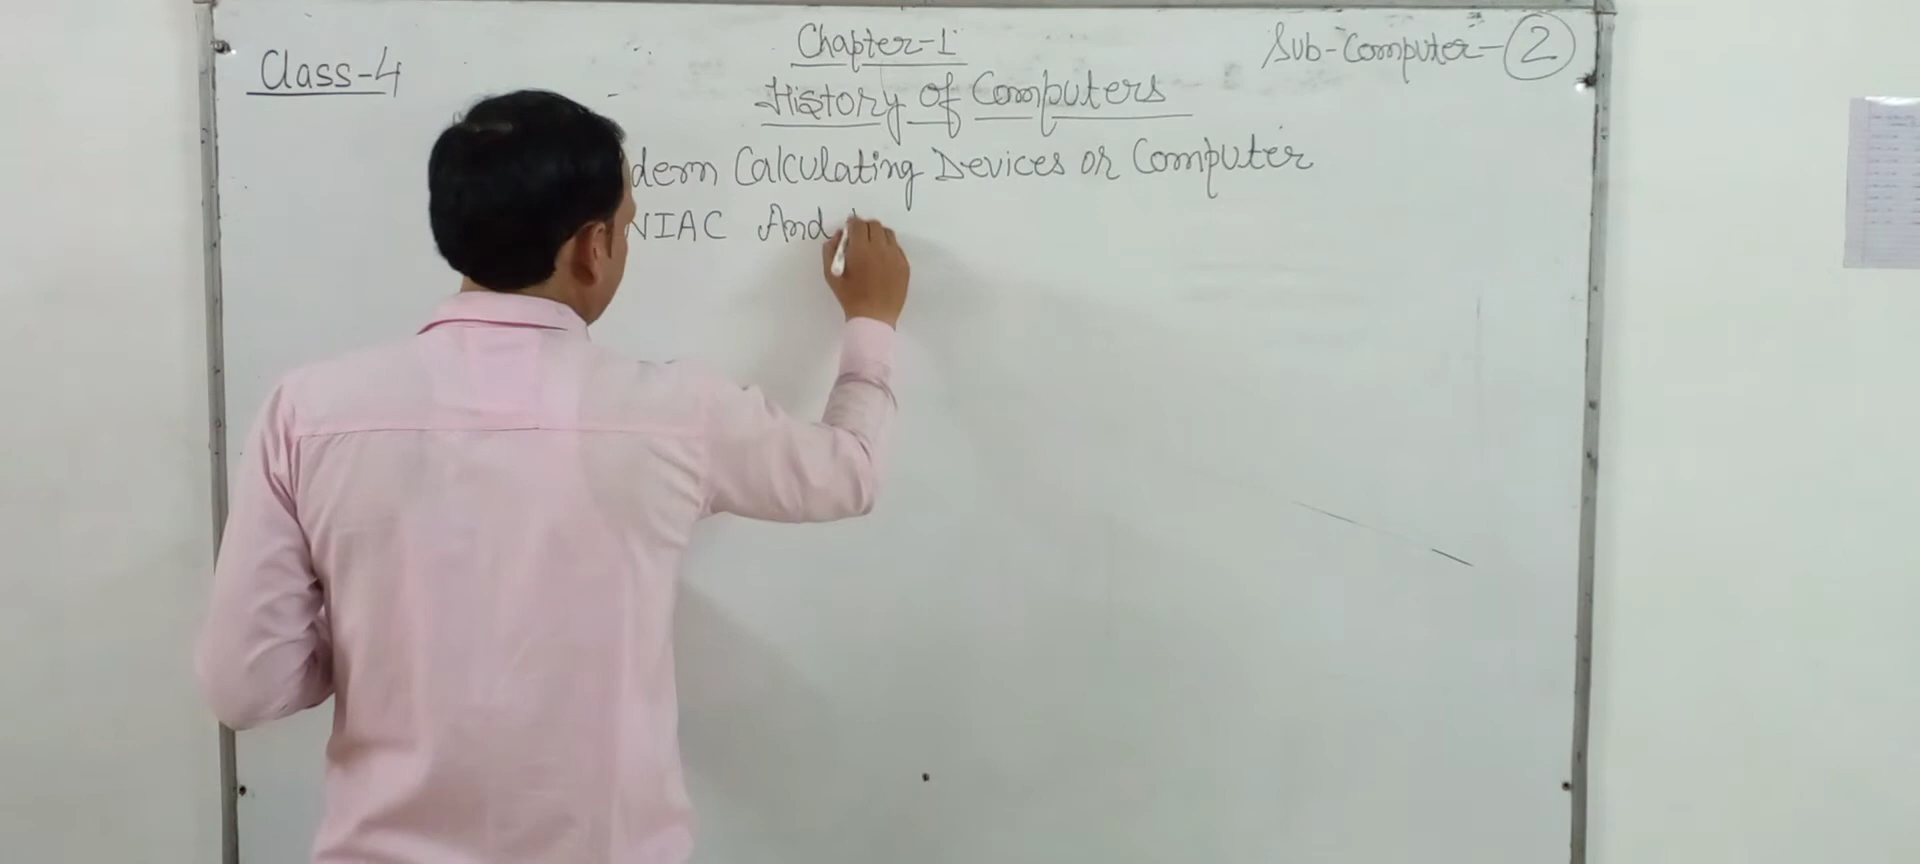 Class-4
Chapter-1
Sub-Computer-2
History of Computers
dern Calculating Devices or Computer
NIAC And